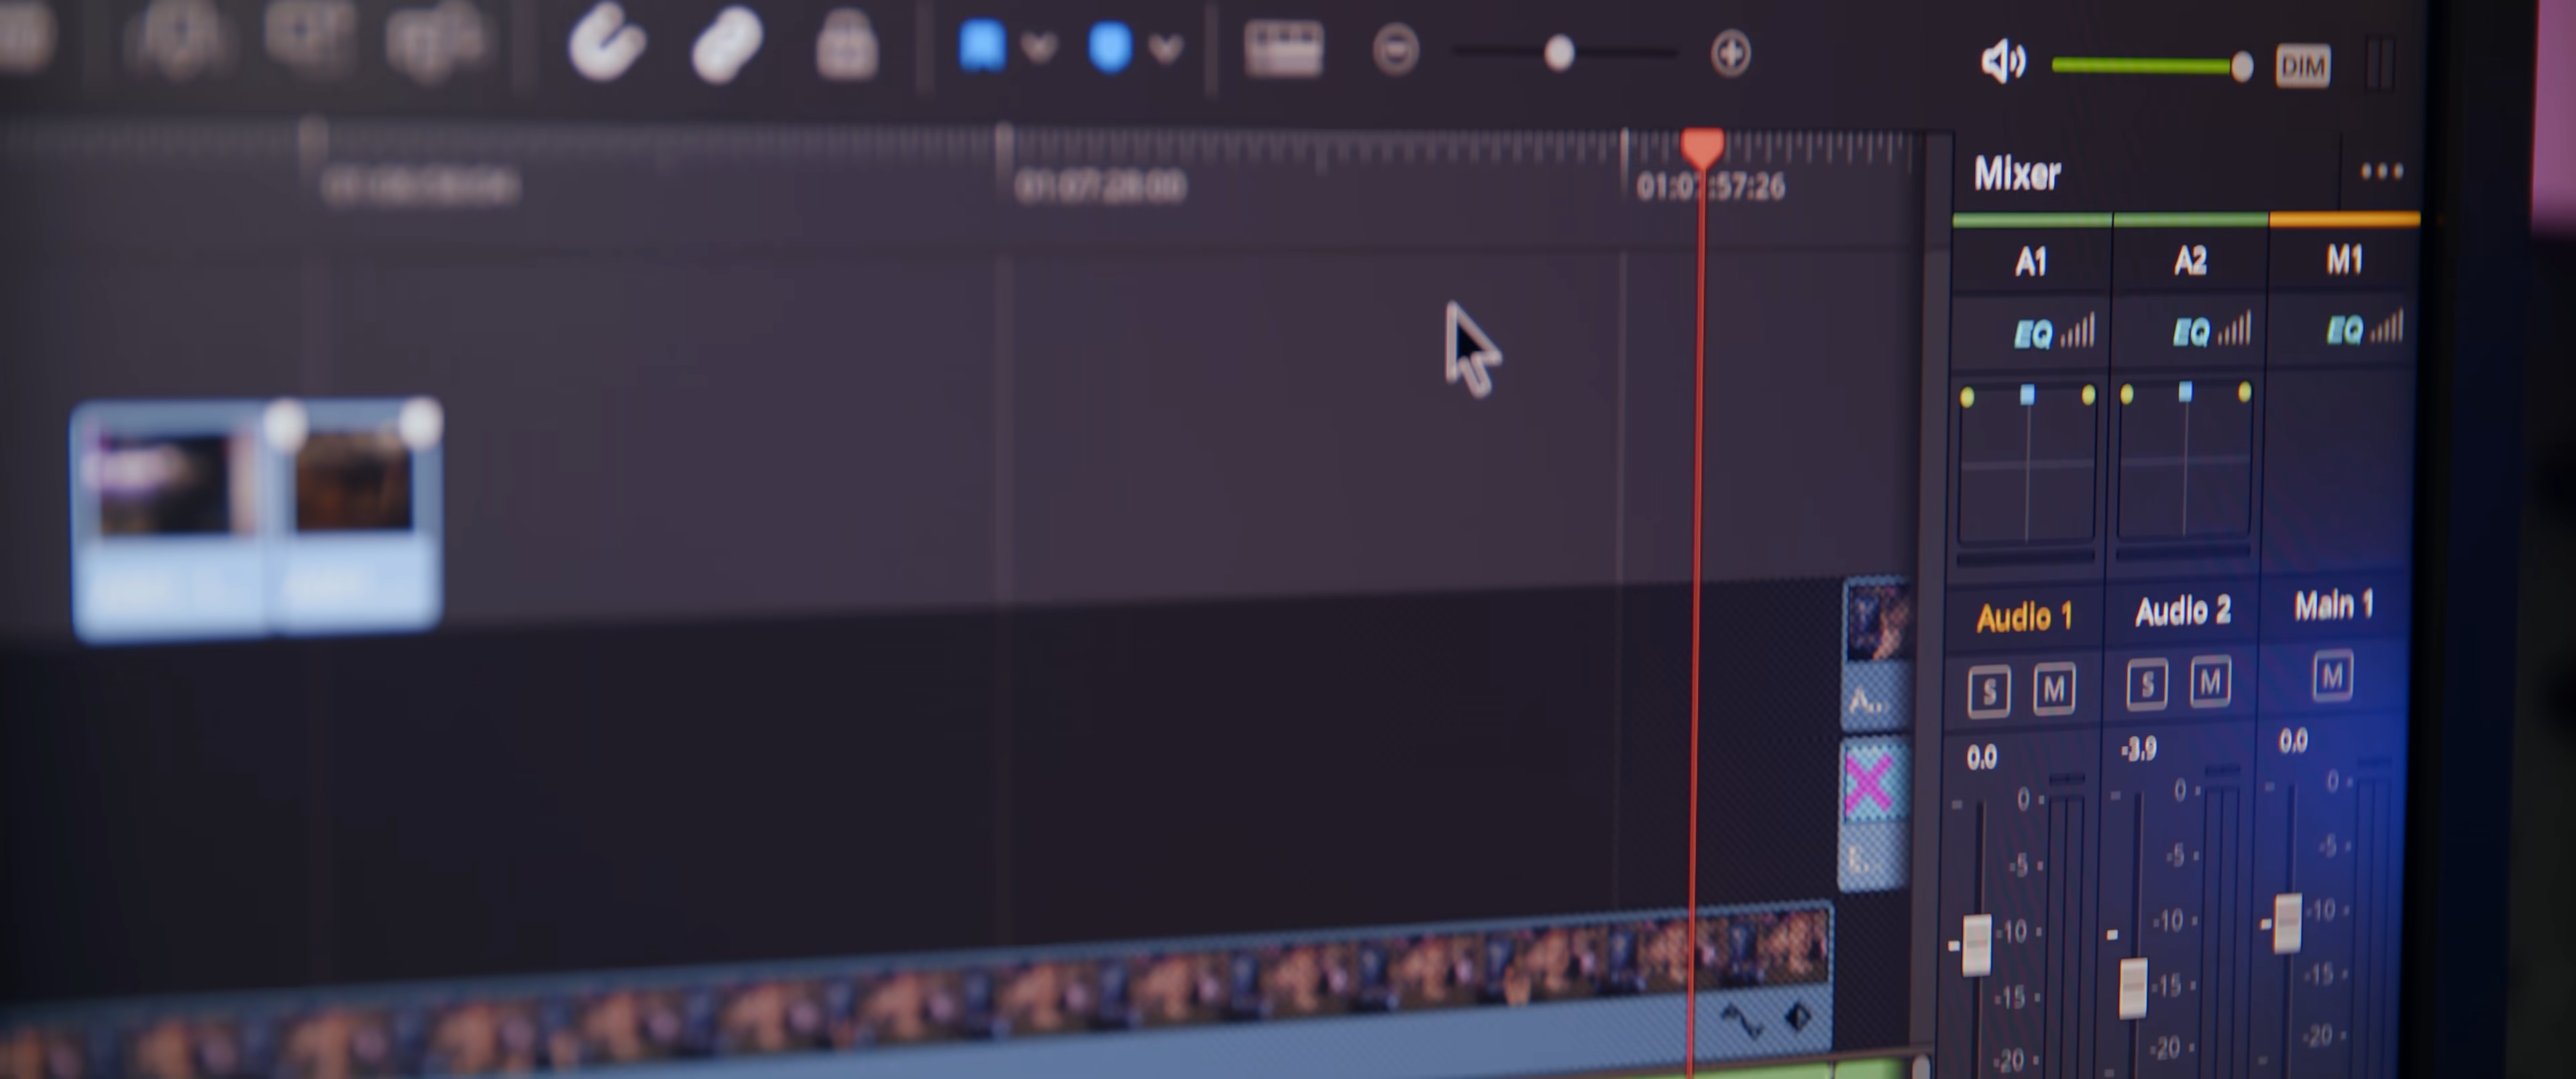 DIM
01:07:28:00
01:07:57:26
Mixer
A1 A2 M1
EQ EQ EQ
Audio 1 Audio 2 Main 1
S M S M M
0.0 -3.9 0.0
0 0 0
-5 -5 -5
-10 -10 -10
-15 -15 -15
-20 -20 -20
A..